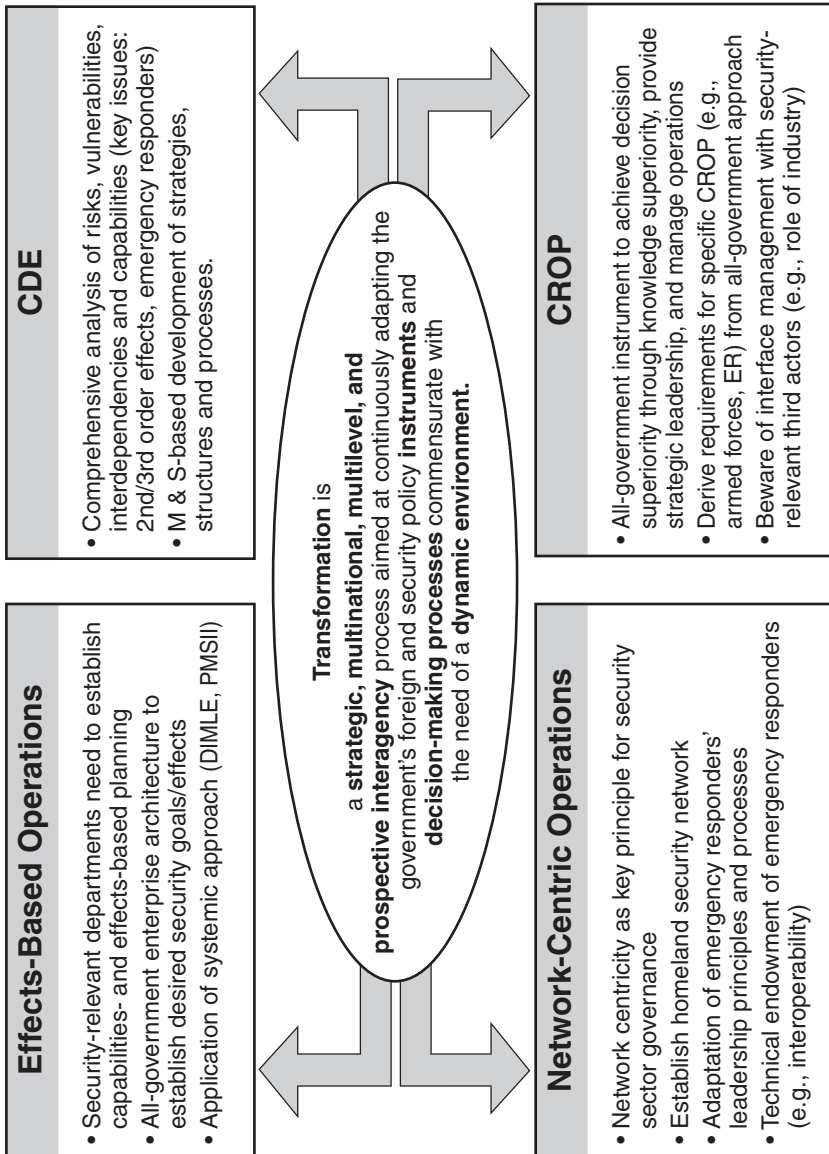 Effects-Based Operations
• Security-relevant departments need to establish
capabilities- and effects-based planning
• All-government enterprise architecture to
establish desired security goals/effects
• Application of systemic approach (DIMLE, PMSII)
CDE
• Comprehensive analysis of risks, vulnerabilities,
interdependencies and capabilities (key issues:
2nd/3rd order effects, emergency responders)
• M & S-based development of strategies,
structures and processes.
Transformation is
a strategic, multinational, multilevel, and
prospective interagency process aimed at continuously adapting the
government's foreign and security policy instruments and
decision-making processes commensurate with
the need of a dynamic environment.
Network-Centric Operations
• Network centricity as key principle for security
sector governance
• Establish homeland security network
• Adaptation of emergency responders'
leadership principles and processes
• Technical endowment of emergency responders
(e.g., interoperability)
CROP
• All-government instrument to achieve decision
superiority through knowledge superiority, provide
strategic leadership, and manage operations
• Derive requirements for specific CROP (e.g.,
armed forces, ER) from all-government approach
• Beware of interface management with security-
relevant third actors (e.g., role of industry)